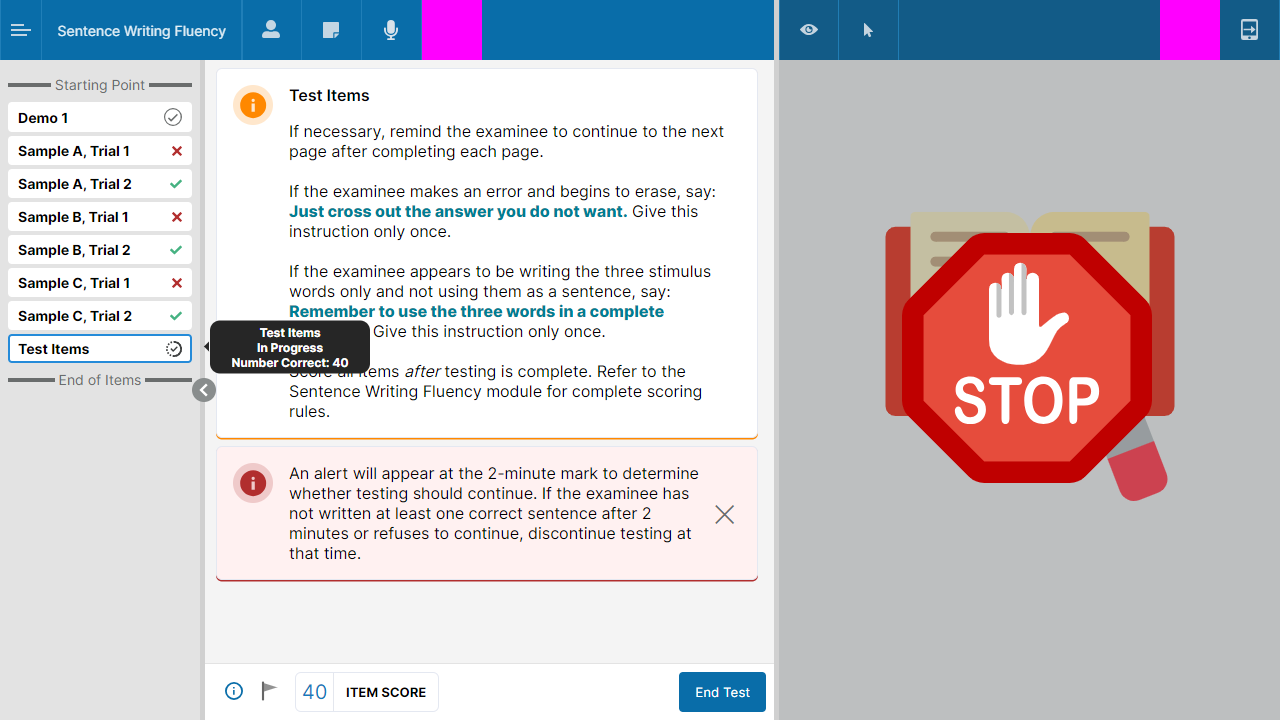 Sentence Writing Fluency
Starting Point
Demo 1
Sample A, Trial 1
Sample A, Trial 2
Sample B, Trial 1
Sample B, Trial 2
Sample C, Trial 1
Sample C, Trial 2
Test Items
End of Items
Test Items
In Progress
Number Correct: 40
Test Items
If necessary, remind the examinee to continue to the next
page after completing each page.
If the examinee makes an error and begins to erase, say:
Just cross out the answer you do not want. Give this
instruction only once.
If the examinee appears to be writing the three stimulus
words only and not using them as a sentence, say:
Remember to use the three words in a complete
Give this instruction only once.
Score all items after testing is complete. Refer to the
Sentence Writing Fluency module for complete scoring
rules.
An alert will appear at the 2-minute mark to determine
whether testing should continue. If the examinee has
not written at least one correct sentence after 2
minutes or refuses to continue, discontinue testing at
that time.
40 ITEM SCORE
End Test
STOP